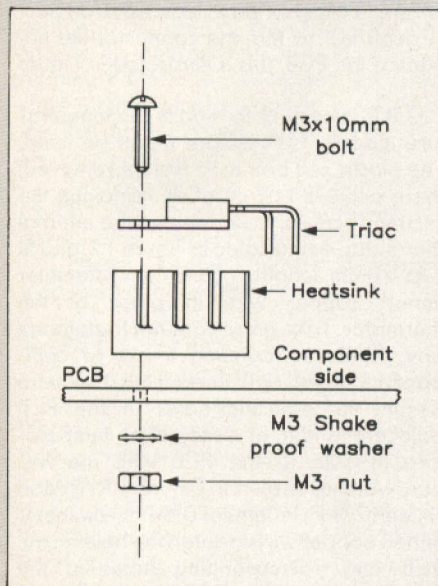 M3x10mm
bolt
Triac
Heatsink
PCB
Component
side
M3 Shake
proof washer
M3 nut